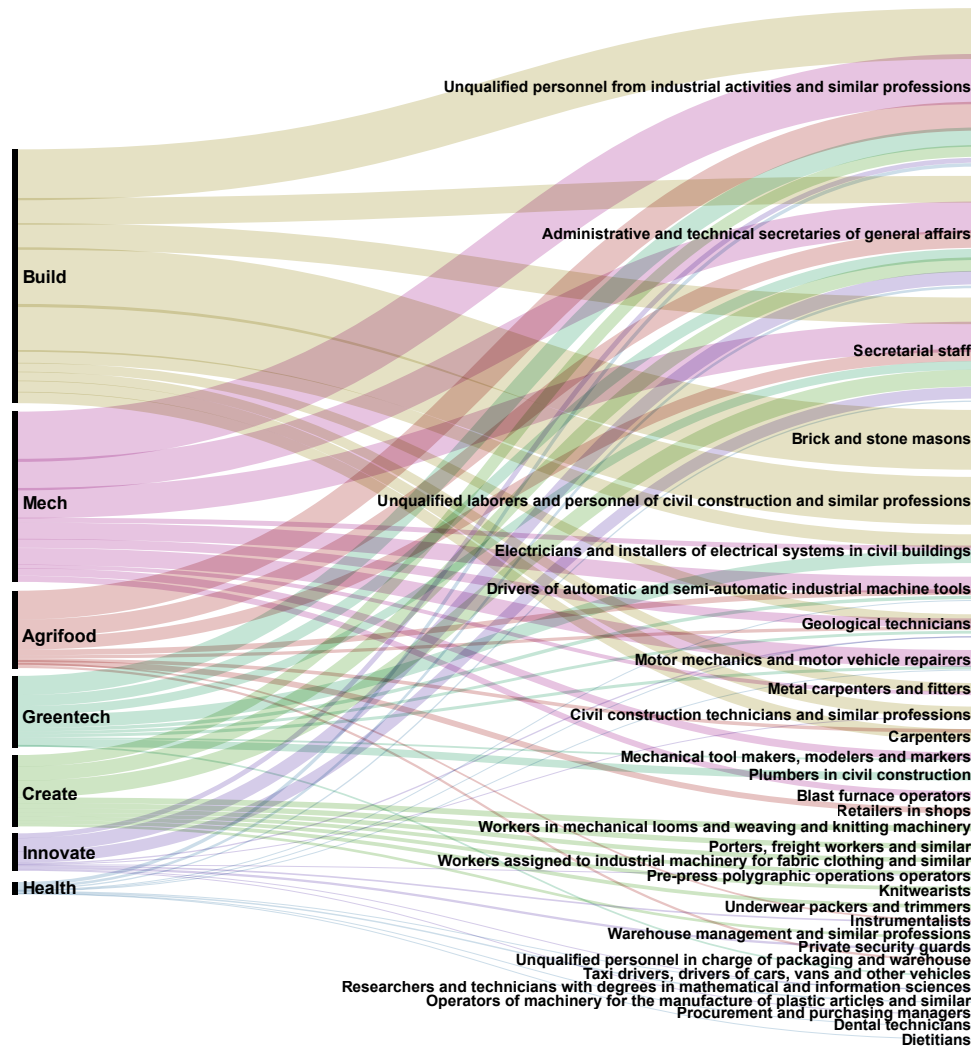 Build
Mech
Agrifood
Greentech
Create
Innovate
Health
Unqualified personnel from industrial activities and similar professions
Administrative and technical secretaries of general affairs
Secretarial staff
Brick and stone masons
Unqualified laborers and personnel of civil construction and similar professions
Electricians and installers of electrical systems in civil buildings
Drivers of automatic and semi-automatic industrial machine tools
Geological technicians
Motor mechanics and motor vehicle repairers
Metal carpenters and fitters
Civil construction technicians and similar professions
Carpenters
Mechanical tool makers, modelers and markers
Plumbers in civil construction
Blast furnace operators
Retailers in shops
Workers in mechanical looms and weaving and knitting machinery
Porters, freight workers and similar
Workers assigned to industrial machinery for fabric clothing and similar
Pre-press polygraphic operations operators
Knitwearists
Underwear packers and trimmers
Instrumentalists
Warehouse management and similar professions
Private security guards
Unqualified personnel in charge of packaging and warehouse
Taxi drivers, drivers of cars, vans and other vehicles
Researchers and technicians with degrees in mathematical and information sciences
Operators of machinery for the manufacture of plastic articles and similar
Procurement and purchasing managers
Dental technicians
Dietitians